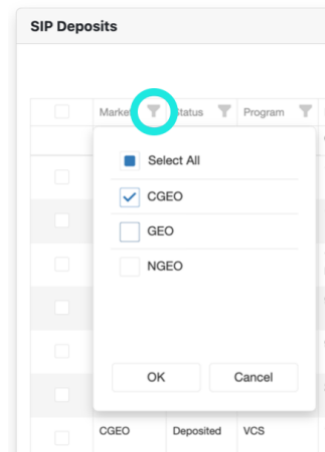 SIP Deposits
Market Status Program
Select All
CGEO
GEO
NGEO
OK Cancel
CGEO Deposited VCS